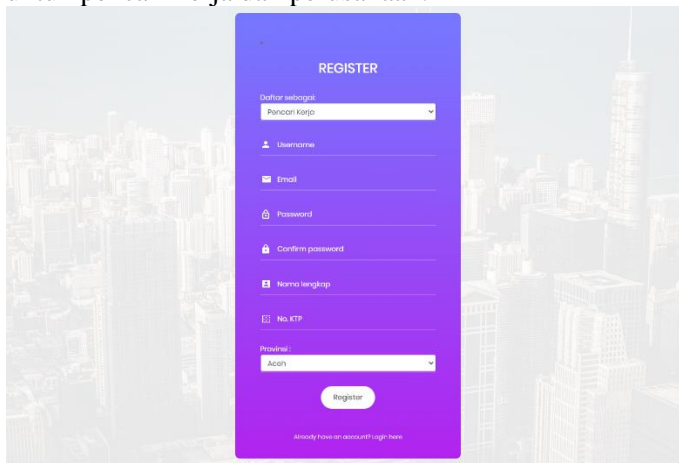 REGISTER
Daftar sebagai:
Pencari Kerja
Username
Email
Password
Confirm password
Nama lengkap
No. KTP
Provinsi :
Aceh
Register
Already have an account? Login here